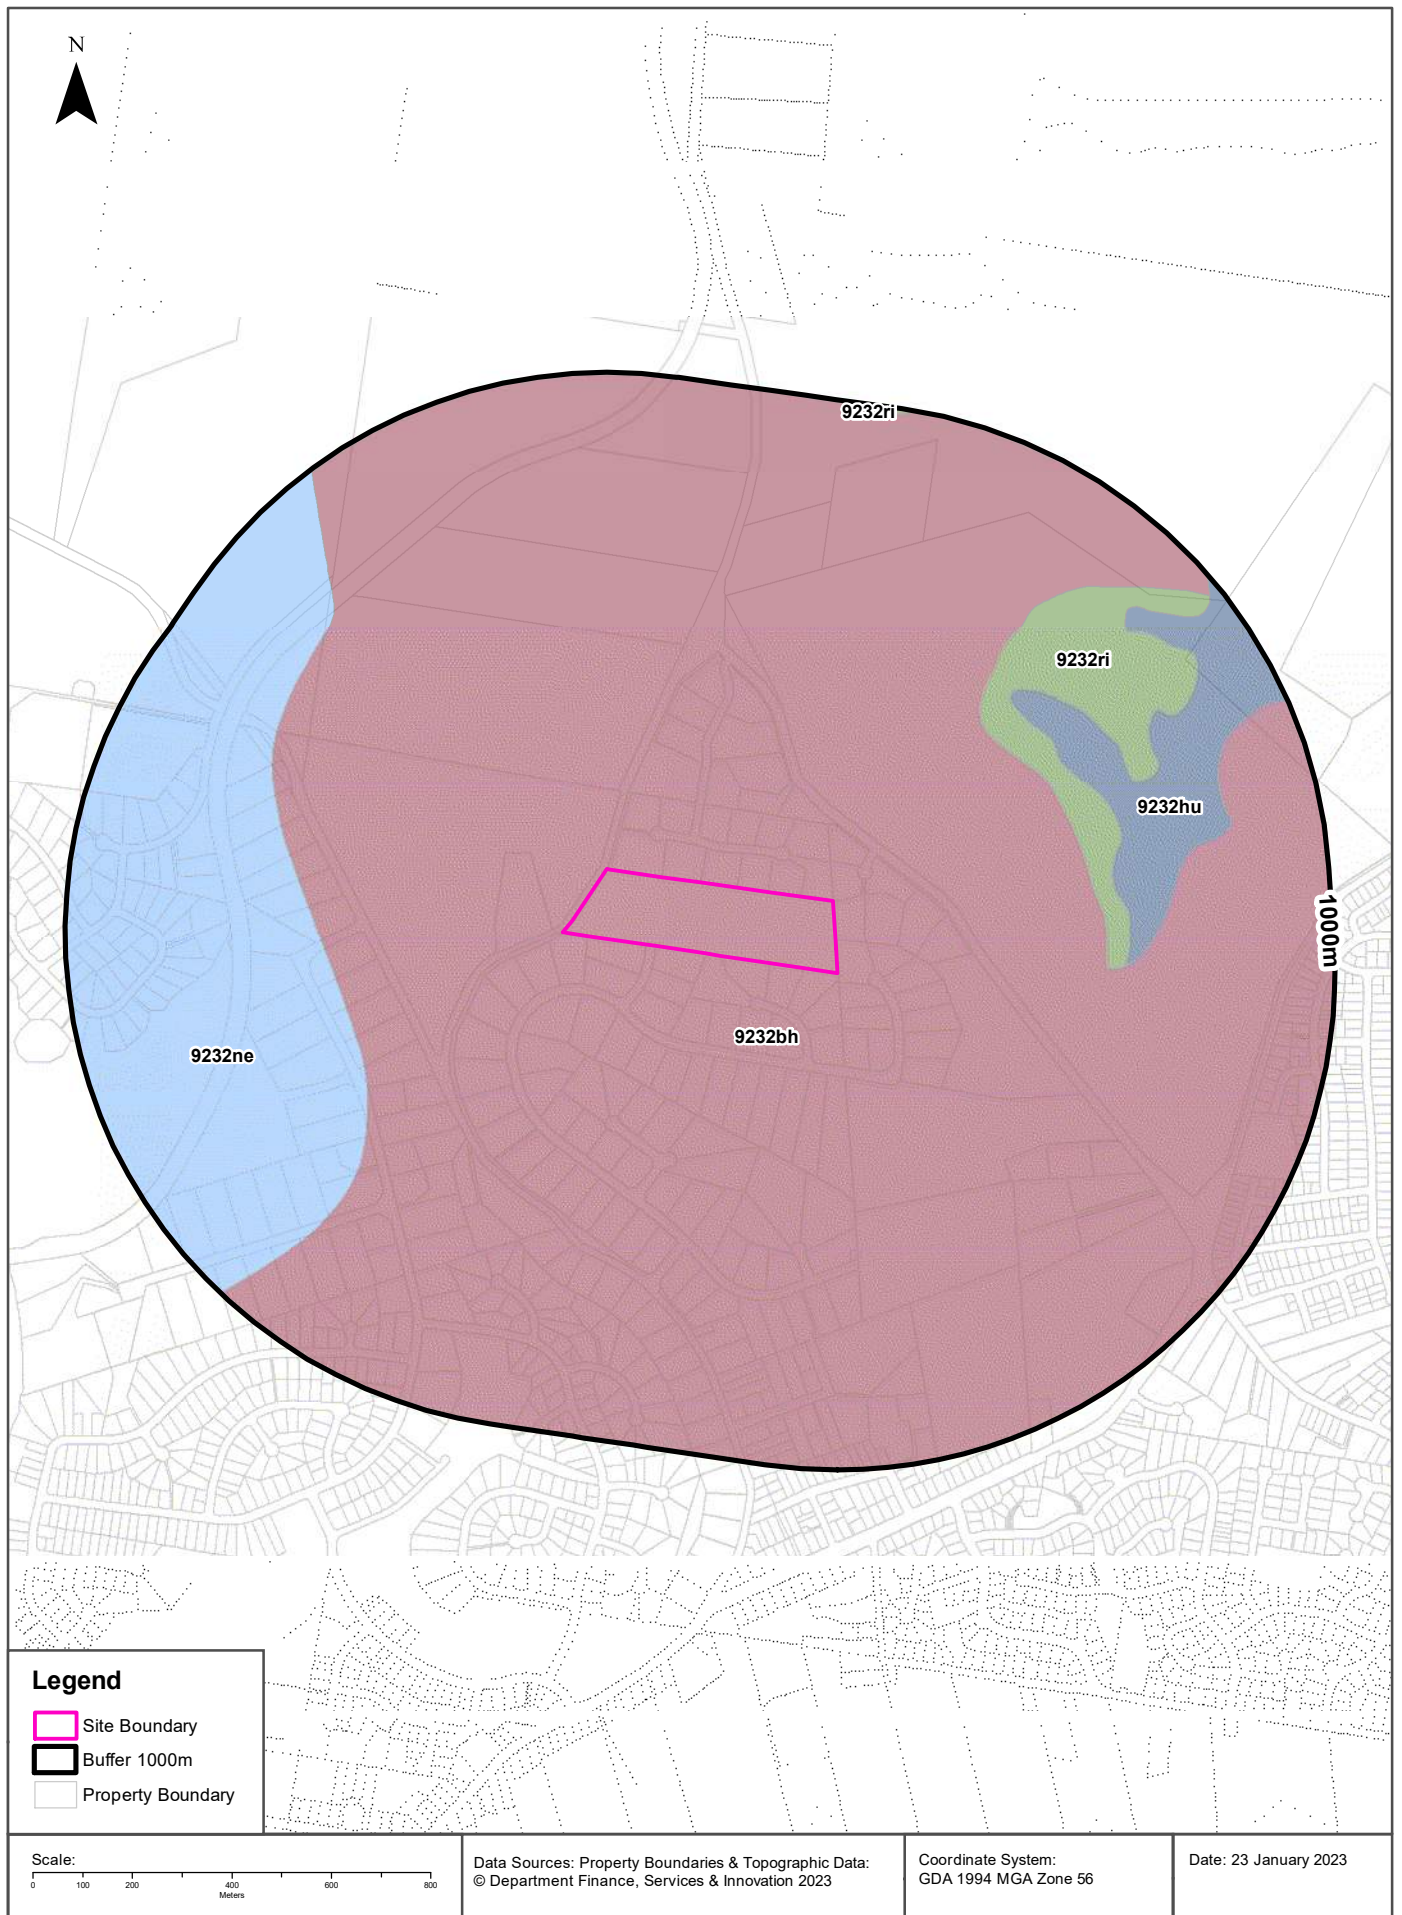 N
9232ri
9232ri
9232hu
1000m
9232bh
9232ne
Legend
Site Boundary
Buffer 1000m
Property Boundary
Scale:
0 100 200 400 600 800
Meters
Data Sources: Property Boundaries & Topographic Data:
© Department Finance, Services & Innovation 2023
Coordinate System:
GDA 1994 MGA Zone 56
Date: 23 January 2023